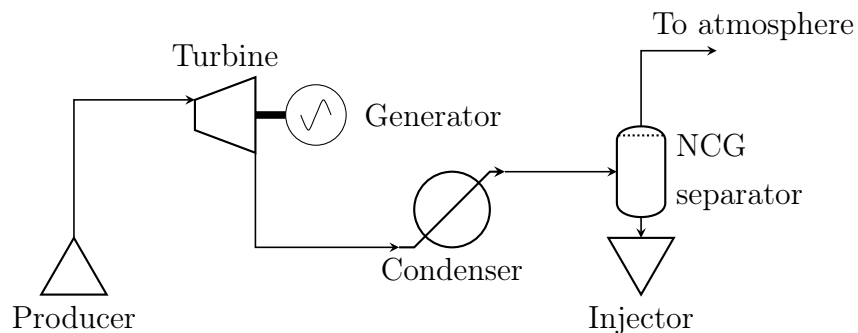 To atmosphere
Turbine
Generator
NCG
separator
Condenser
Producer
Injector